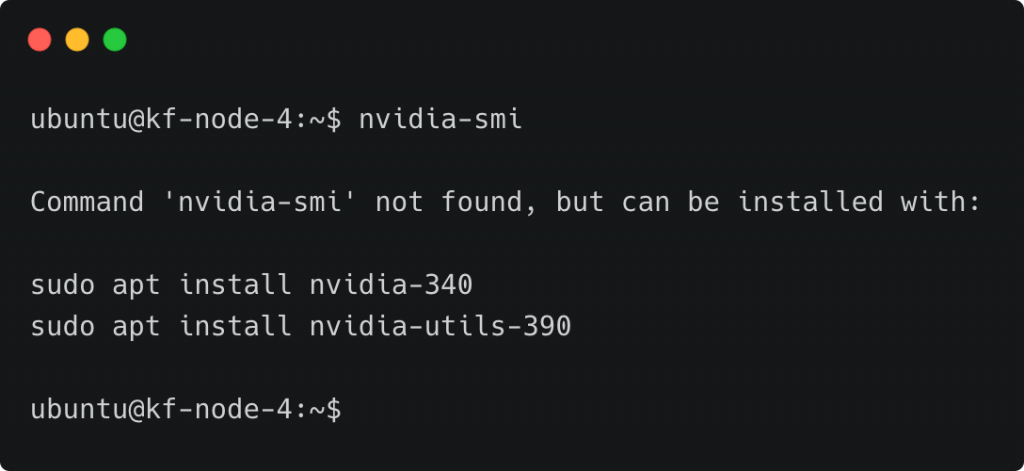 ubuntu@kf-node-4:~$ nvidia-smi
Command 'nvidia-smi' not found, but can be installed with:
sudo apt install nvidia-340
sudo apt install nvidia-utils-390
ubuntu@kf-node-4:~$